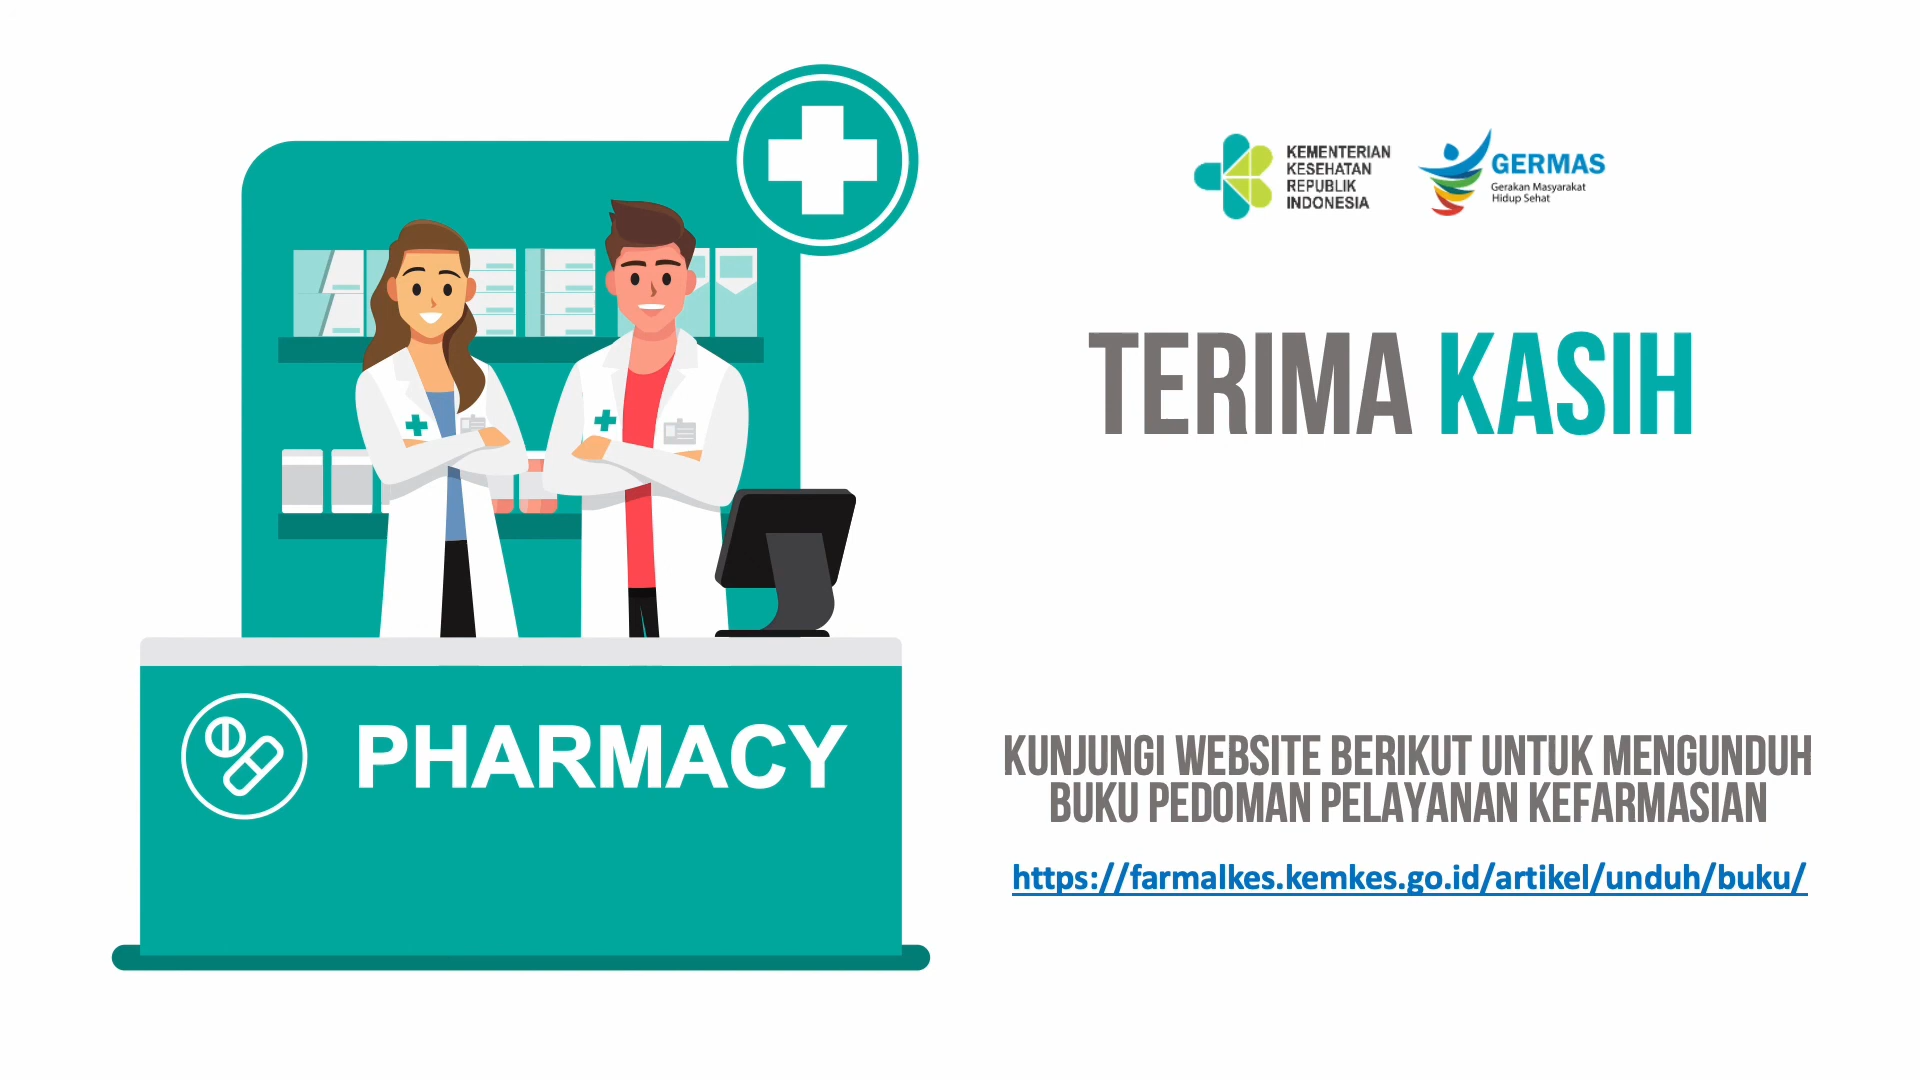 KEMENTERIAN
KESEHATAN
REPUBLIK
INDONESIA
GERMAS
Gerakan Masyarakat
Hidup Sehat
TERIMA KASIH
PHARMACY
KUNJUNGI WEBSITE BERIKUT UNTUK MENGUNDUH
BUKU PEDOMAN PELAYANAN KEFARMASIAN
https://farmalkes.kemkes.go.id/artikel/unduh/buku/